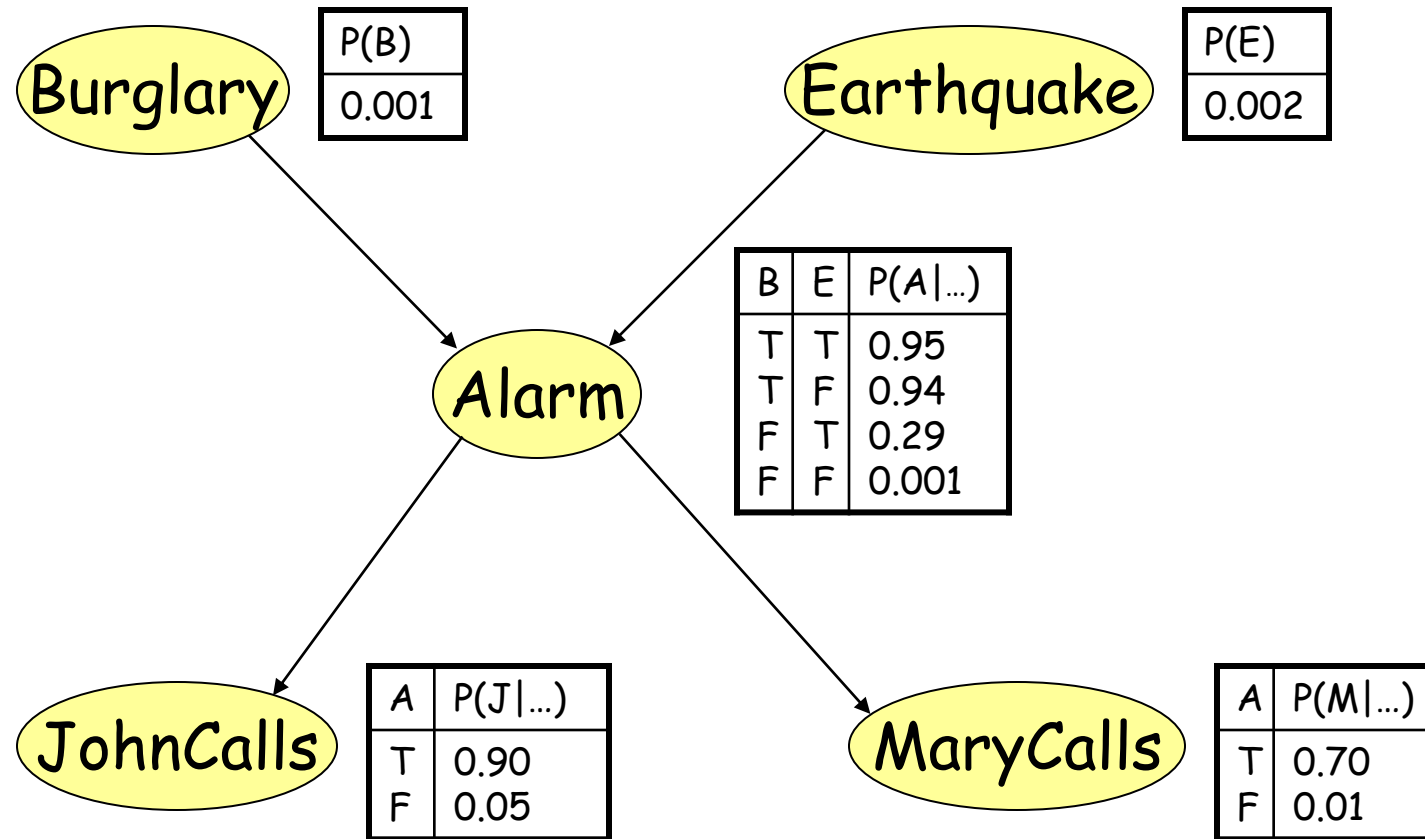 Burglary
P(B)
0.001
Earthquake
P(E)
0.002
Alarm
B E P(A|...)
T T 0.95
T F 0.94
F T 0.29
F F 0.001
JohnCalls
A P(J|...)
T 0.90
F 0.05
MaryCalls
A P(M|...)
T 0.70
F 0.01